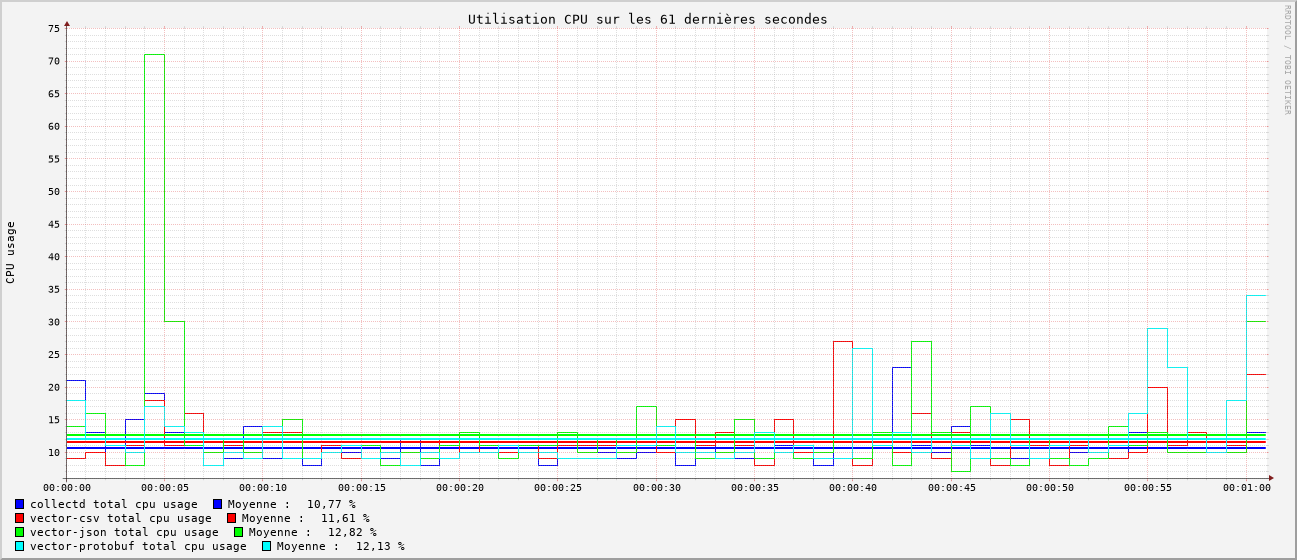 Utilisation CPU sur les 61 dernières secondes
RRDTOOL / TOBI OETIKER
CPU usage
75
70
65
60
55
50
45
40
35
30
25
20
15
10
00:00:00 00:00:05 00:00:10 00:00:15 00:00:20 00:00:25 00:00:30 00:00:35 00:00:40 00:00:45 00:00:50 00:00:55 00:01:00
collectd total cpu usage Moyenne : 10,77 %
vector-csv total cpu usage Moyenne : 11,61 %
vector-json total cpu usage Moyenne : 12,82 %
vector-protobuf total cpu usage Moyenne : 12,13 %